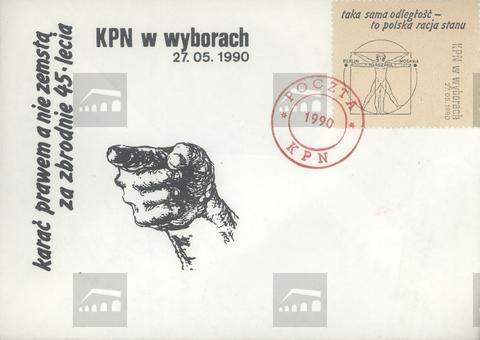 karać prawem a nie zemstą
za zbrodnie 45-lecia
KPN w wyborach
27. 05. 1990
taka sama odległość –
to polska racja stanu
BERLIN
WARSZAWA
MOSKWA
KPN w wyborach
27. 05. 1990
* POCZTA *
1990
KPN